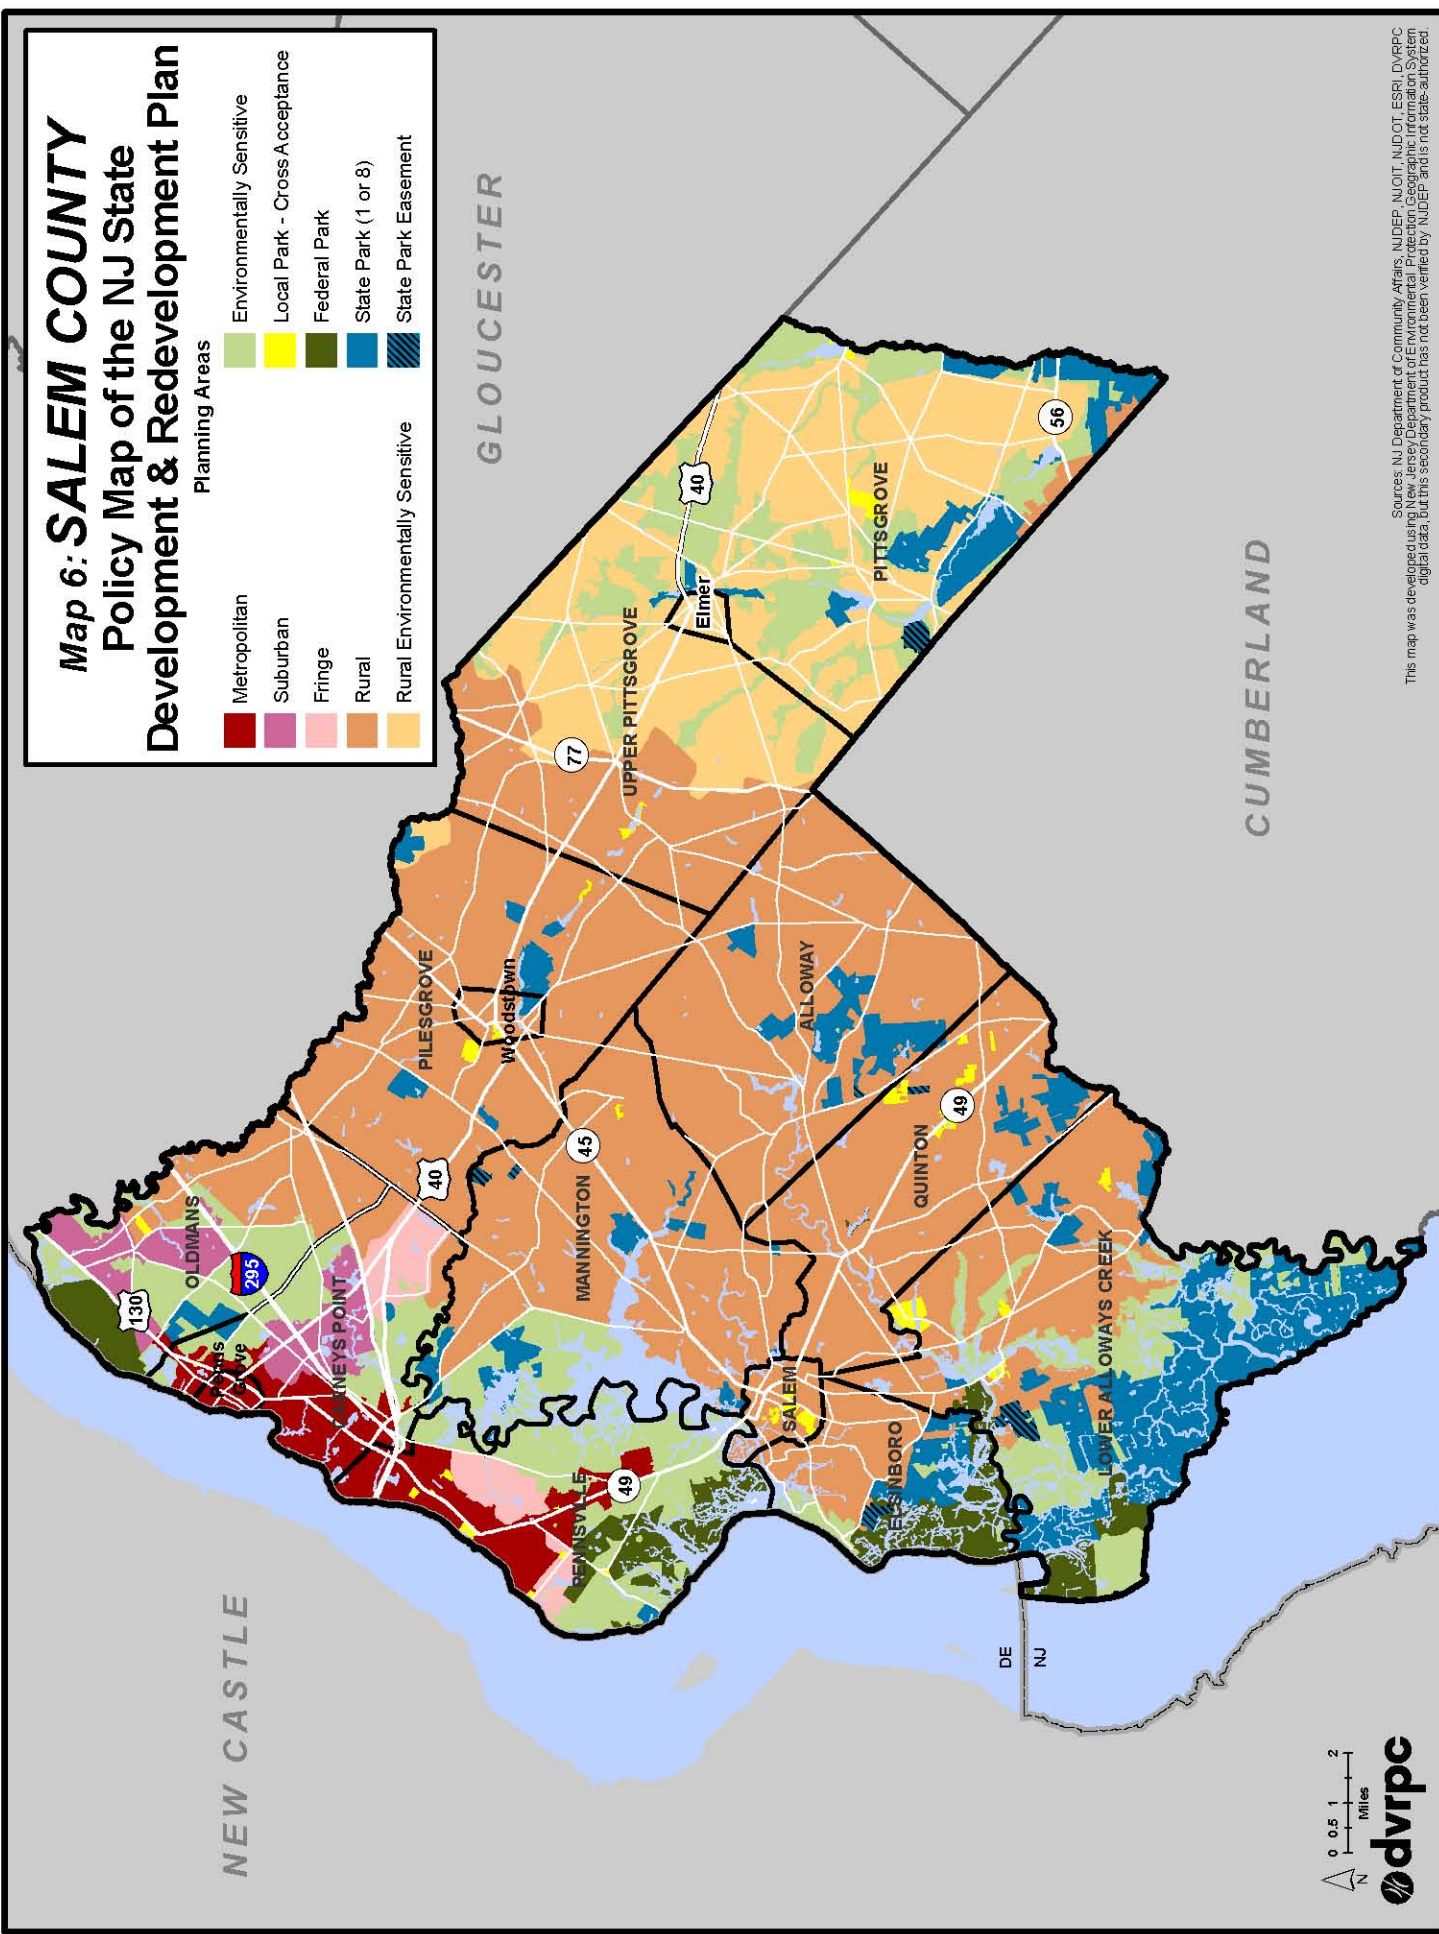 Map 6: SALEM COUNTY
Policy Map of the NJ State
Development & Redevelopment Plan
Planning Areas
Metropolitan
Suburban
Fringe
Rural
Rural Environmentally Sensitive
Environmentally Sensitive
Local Park - Cross Acceptance
Federal Park
State Park (1 or 8)
State Park Easement
NEW CASTLE
GLOUCESTER
CUMBERLAND
OLDMANS
130
295
Penns
Grove
CARNEYS POINT
40
PILESGROVE
Woodstown
77
UPPER PITTSGROVE
40
Elmer
PITTSGROVE
56
PENNSVILLE
49
MANNINGTON
45
ALLOWAY
SALEM
QUINTON
49
ELSINBORO
LOWER ALLOWAYS CREEK
DE
NJ
N
0 0.5 1 2
Miles
dvrpc
Sources: NJ Department of Community Affairs, NJDEP, NJOIT, NJDOT, ESRI, DVRPC
This map was developed using New Jersey Department of Environmental Protection Geographic Information System
digital data, but this secondary product has not been verified by NJDEP and is not state-authorized.